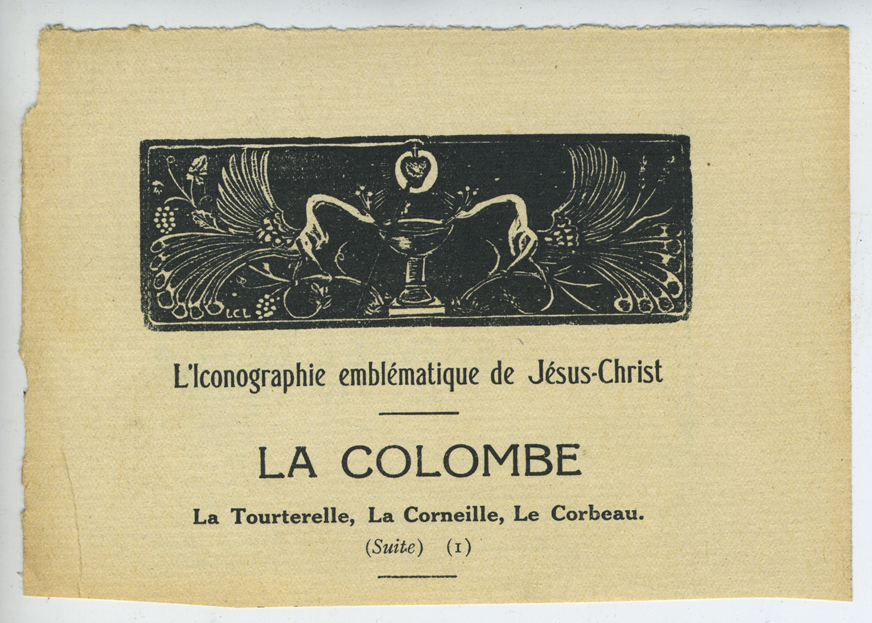 LCL
L'Iconographie emblématique de Jésus-Christ
LA COLOMBE
La Tourterelle, La Corneille, Le Corbeau.
(Suite) (1)